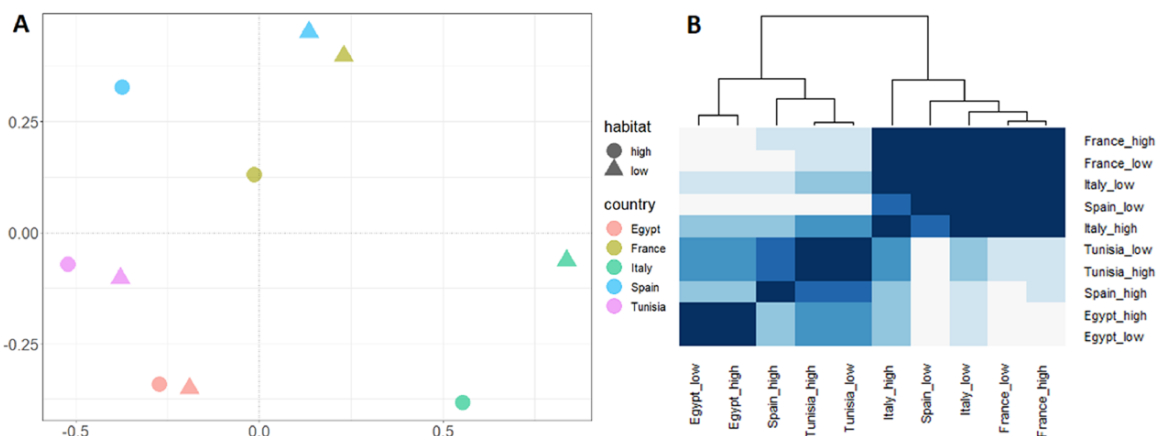 A
0.25
0.00
-0.25
-0.5
0.0
0.5
habitat
high
low
country
Egypt
France
Italy
Spain
Tunisia
B
France_high
France_low
Italy_low
Spain_low
Italy_high
Tunisia_low
Tunisia_high
Spain_high
Egypt_high
Egypt_low
Egypt_low
Egypt_high
Spain_high
Tunisia_high
Tunisia_low
Italy_high
Spain_low
Italy_low
France_low
France_high